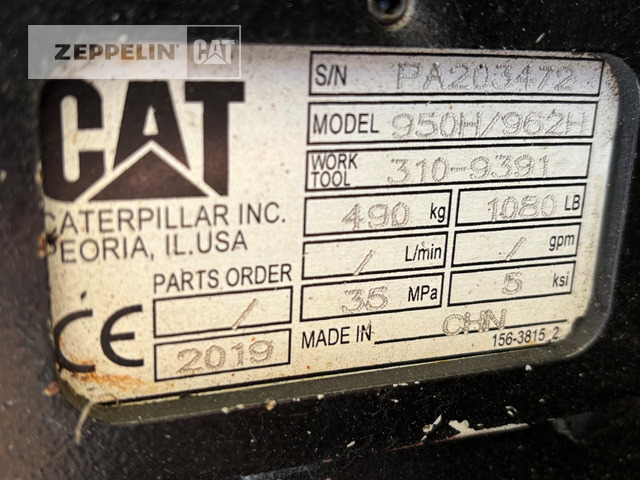 ZEPPELIN CAT
CAT
CATERPILLAR INC.
PEORIA, IL. USA
S/N PA203472
MODEL 950H/962H
WORK TOOL 310-9391
490 kg 1080 LB
/ L/min / gpm
35 MPa 5 ksi
PARTS ORDER
/
CE 2019
MADE IN CHN
156-3815 2